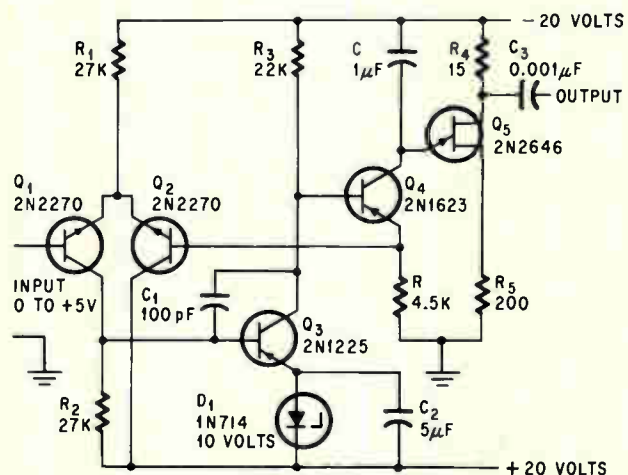 − 20 VOLTS
R1
27K
R3
22K
C
1μF
R4
15
C3
0.001μF
OUTPUT
Q5
2N2646
Q1
2N2270
Q2
2N2270
Q4
2N1623
INPUT
0 TO +5V
C1
100 pF
R
4.5K
R5
200
Q3
2N1225
R2
27K
D1
1N714
10 VOLTS
C2
5μF
+ 20 VOLTS